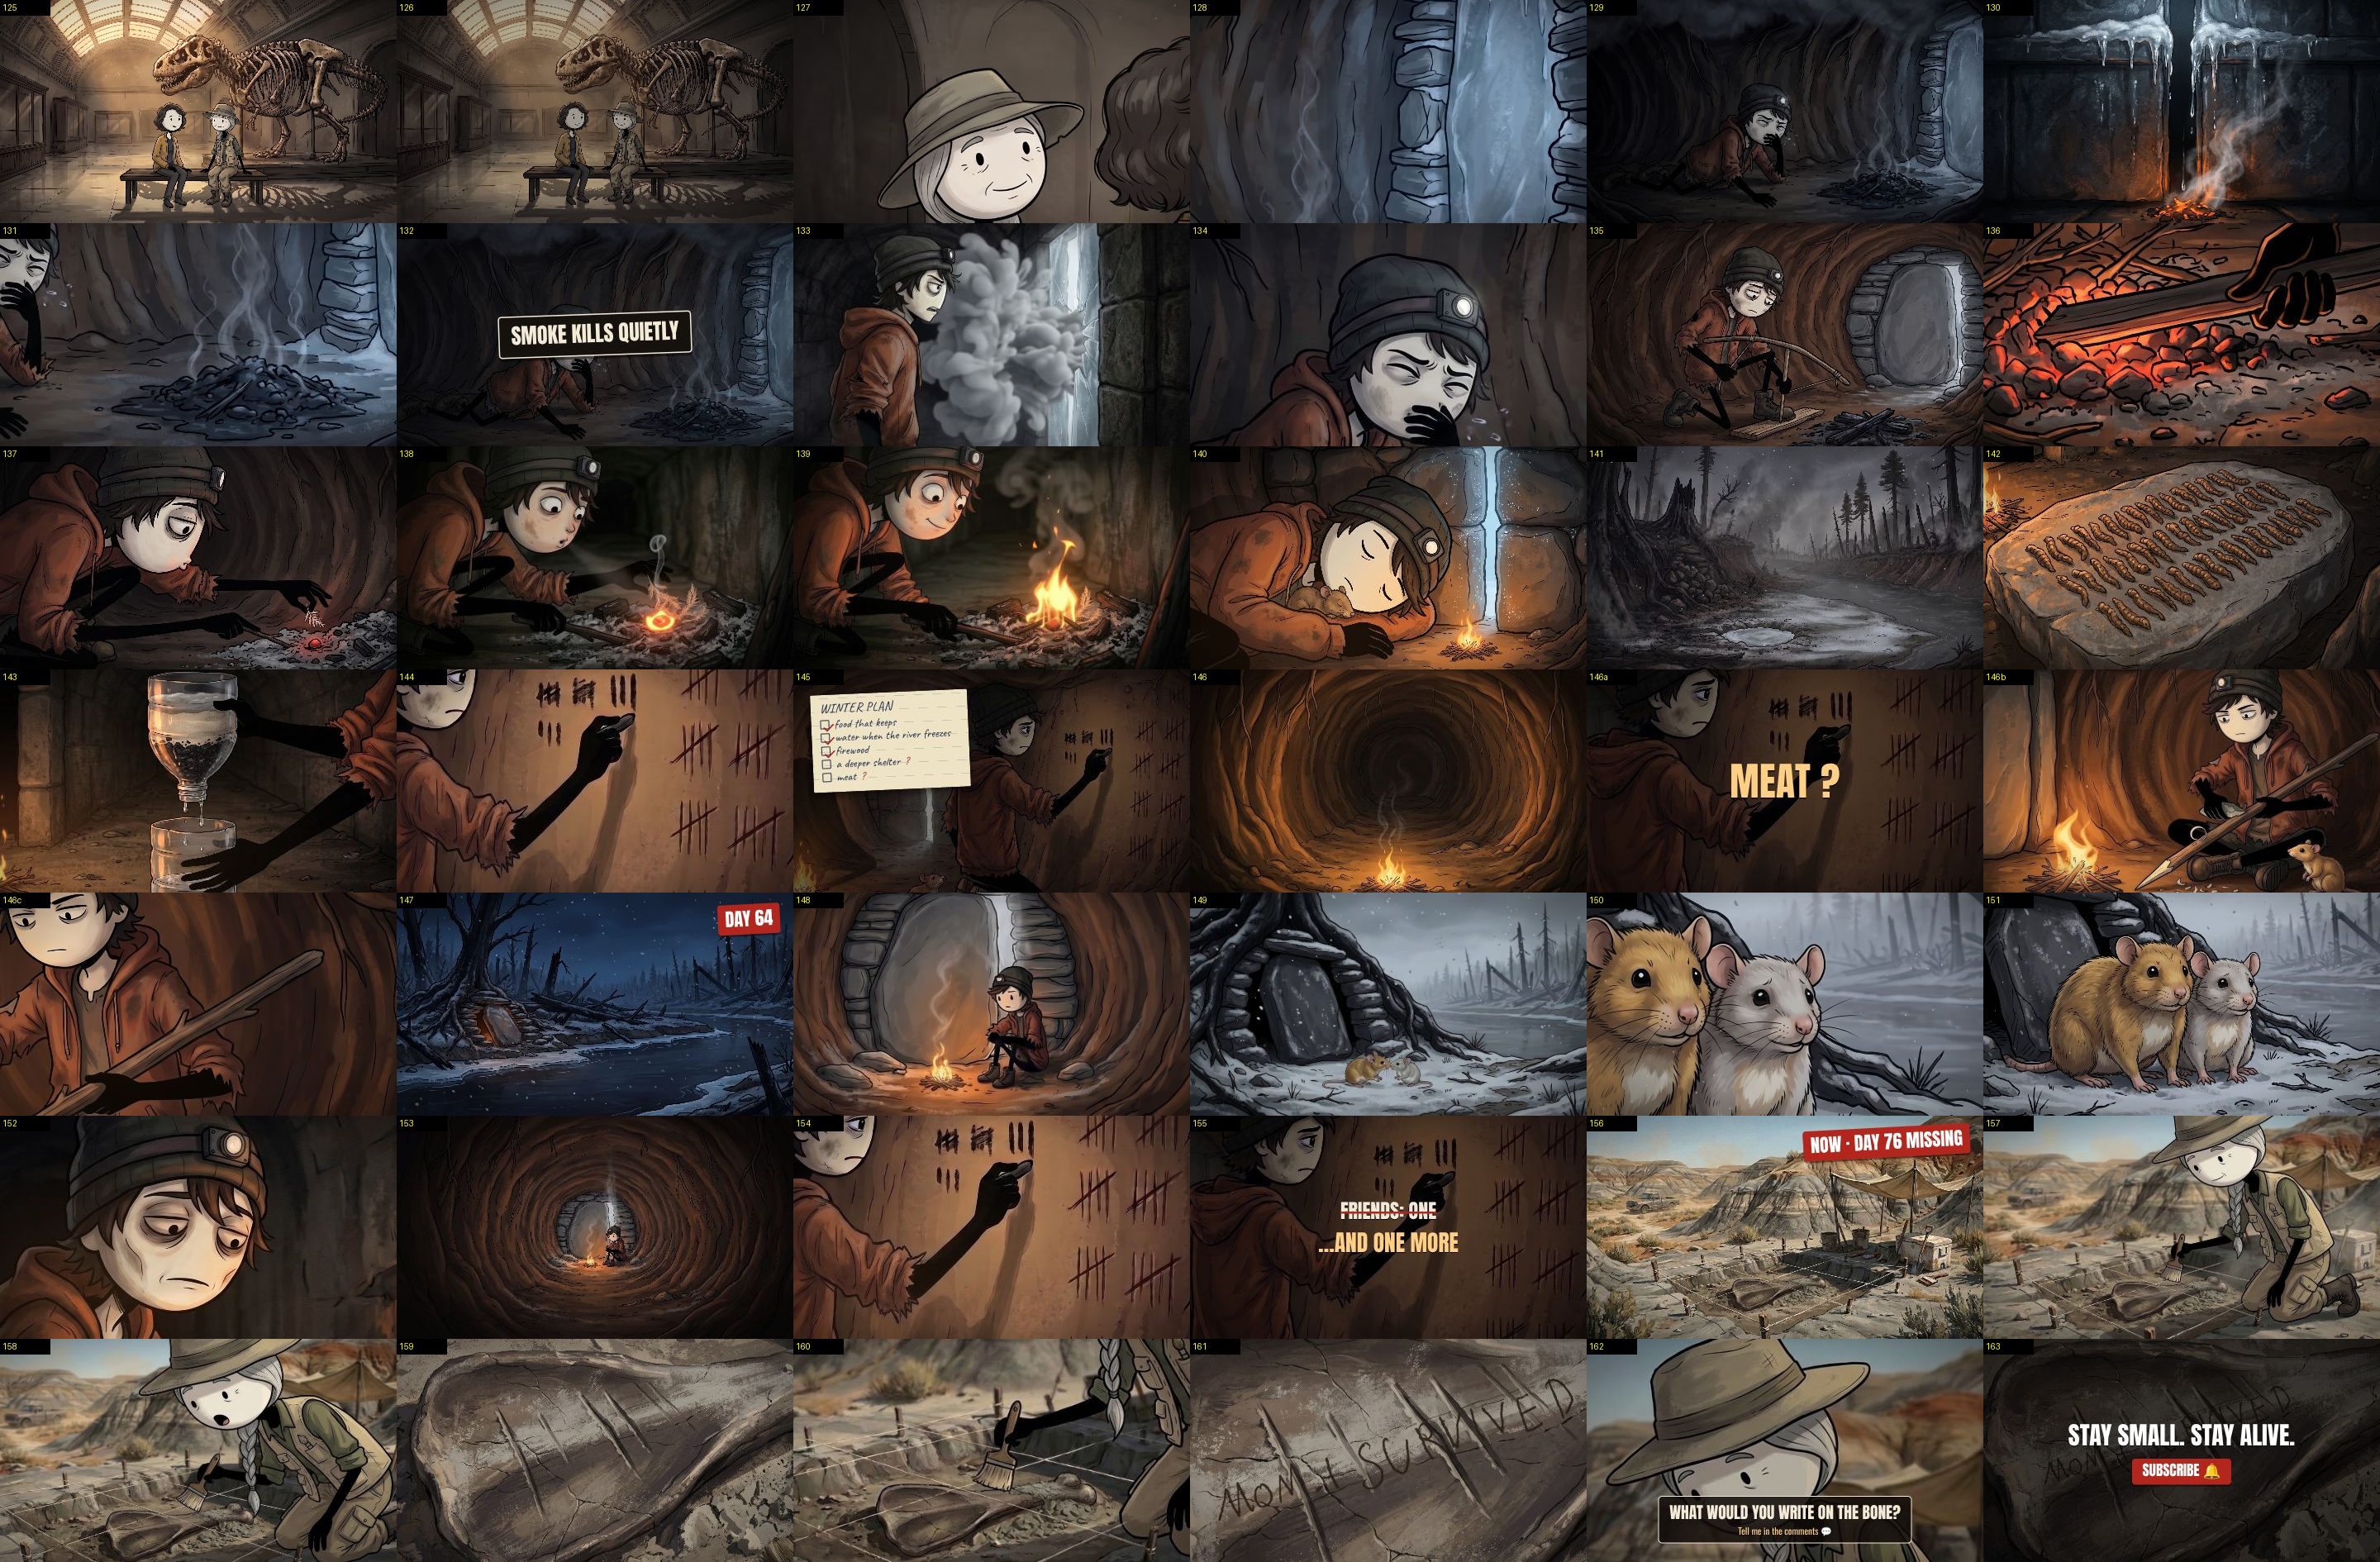 125
126
127
128
129
130
131
132
SMOKE KILLS QUIETLY
133
134
135
136
137
138
139
140
141
142
143
144
145
WINTER PLAN
food that keeps
water when the river freezes
firewood
a deeper shelter ?
meat ?
146
146a
MEAT ?
146b
146c
147
DAY 64
148
149
150
151
152
153
154
155
FRIENDS: ONE
...AND ONE MORE
156
NOW · DAY 76 MISSING
157
158
159
160
161
MOM I SURVIVED
162
WHAT WOULD YOU WRITE ON THE BONE?
Tell me in the comments 💬
163
STAY SMALL. STAY ALIVE.
SUBSCRIBE 🔔